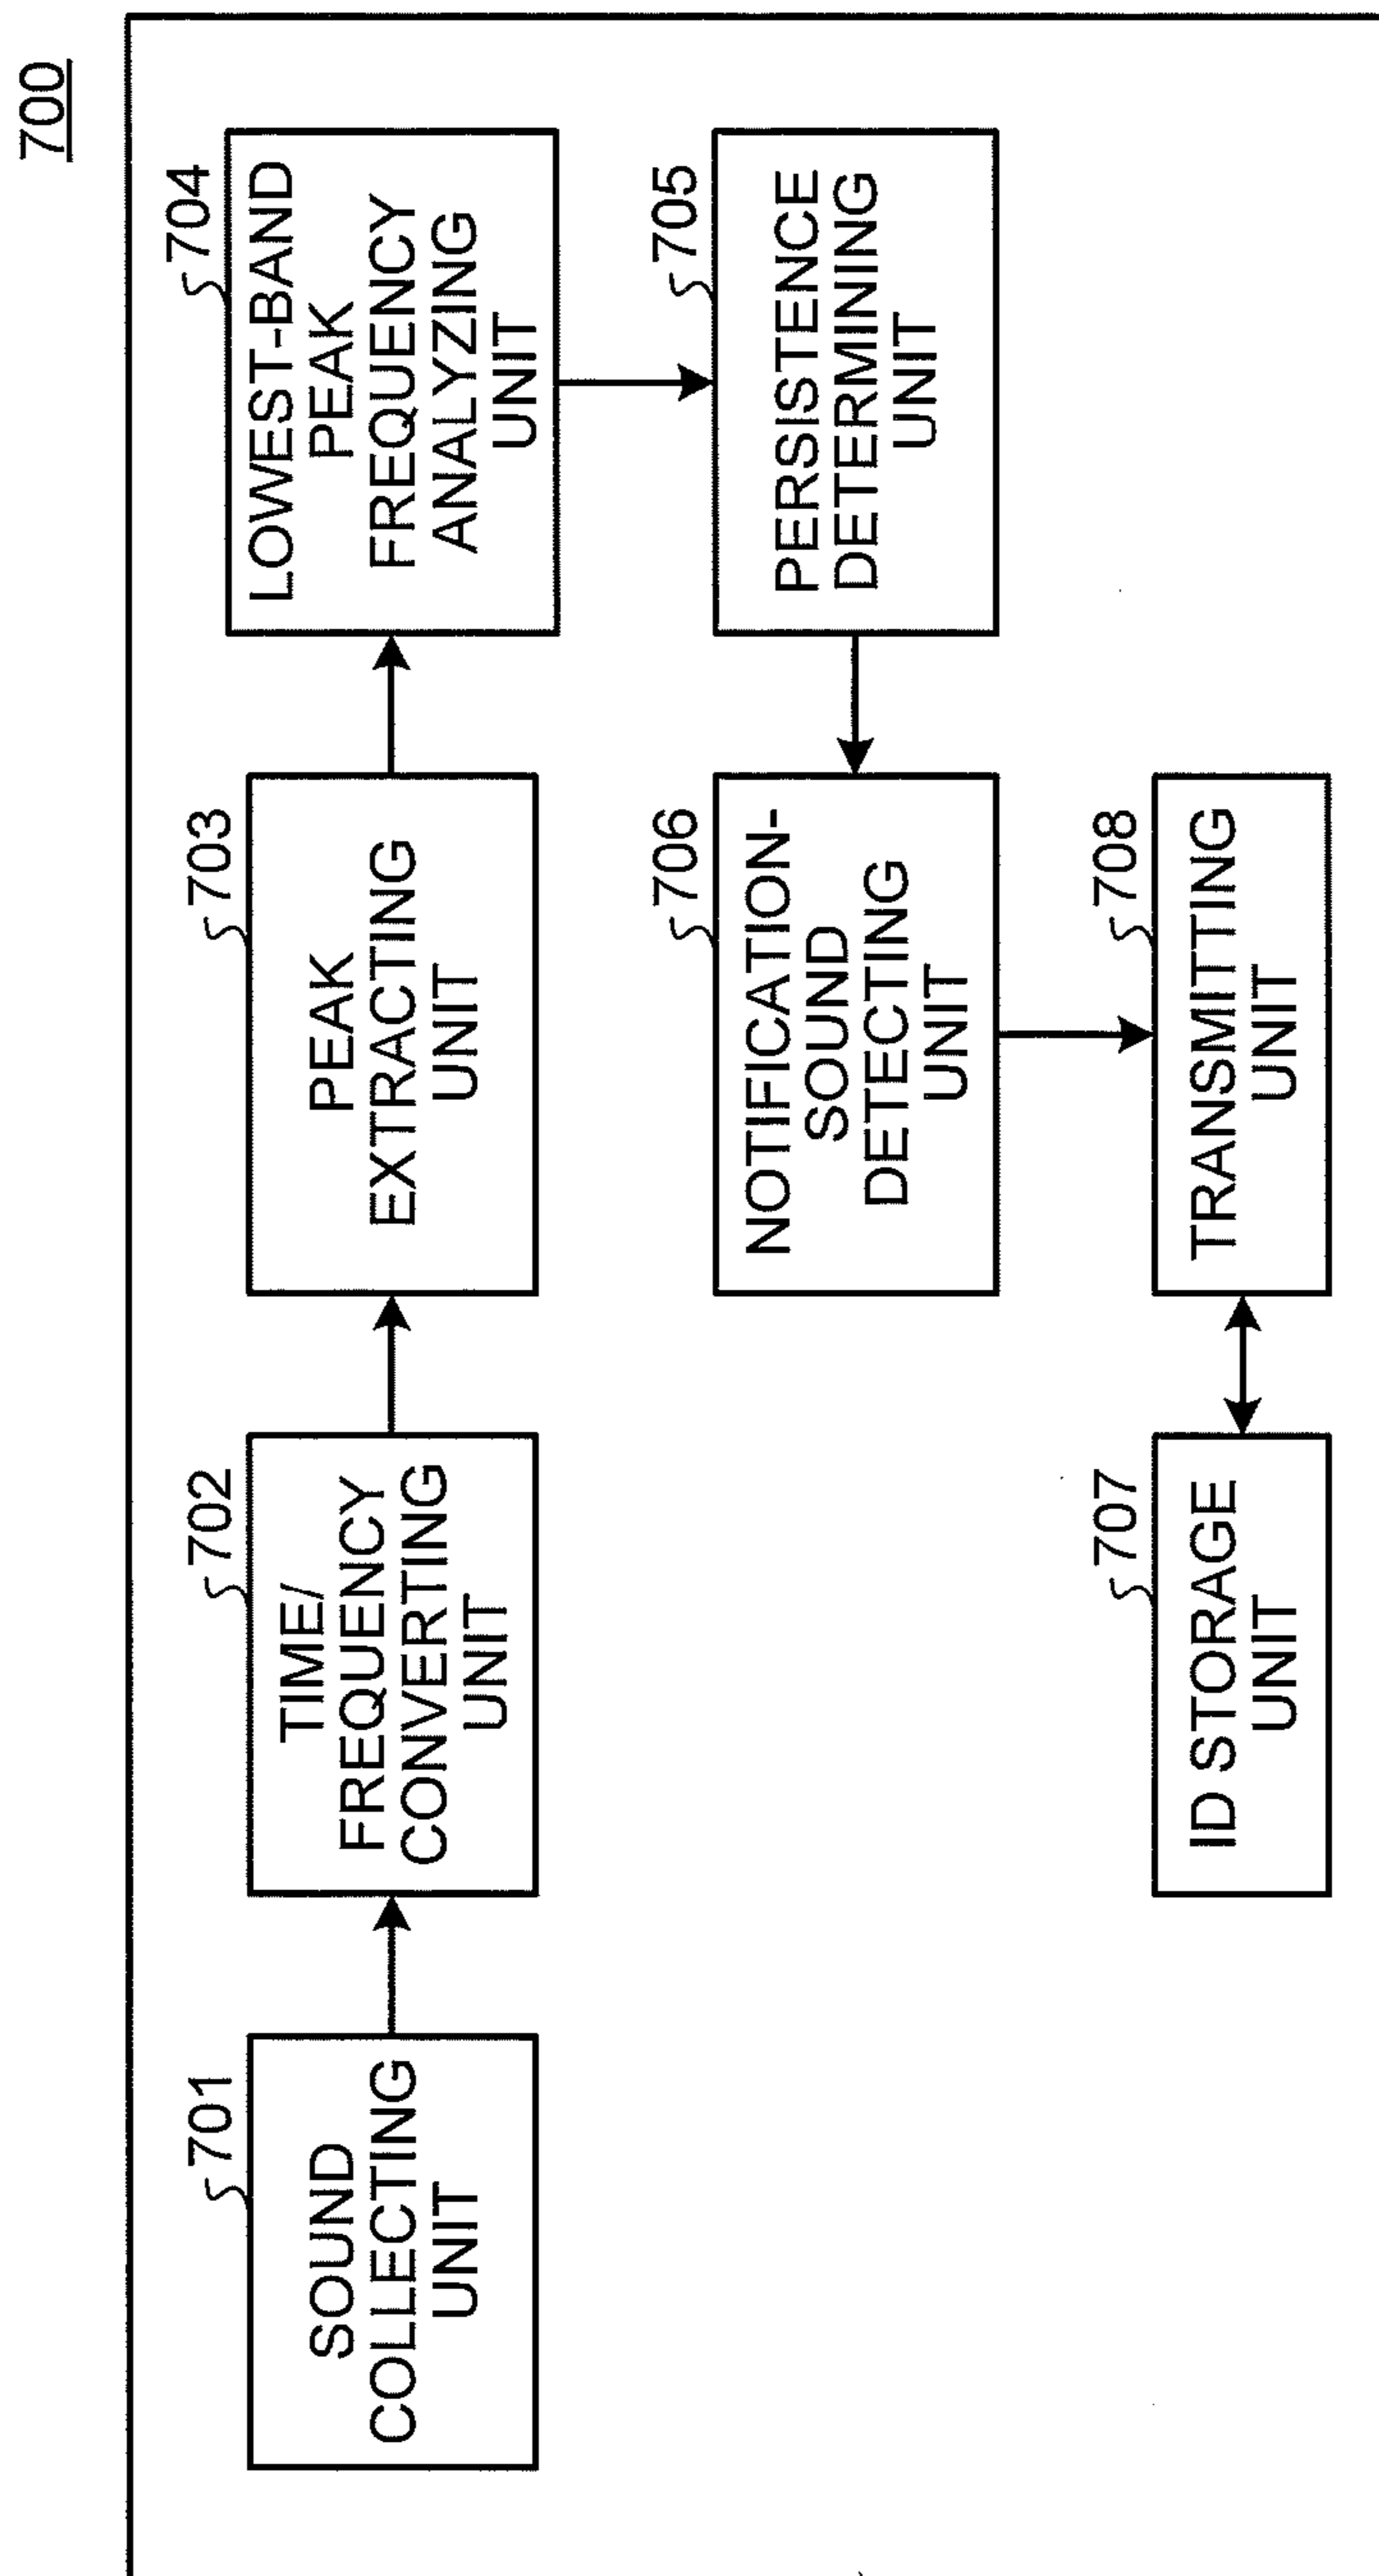 700
701
SOUND
COLLECTING
UNIT
702
TIME/
FREQUENCY
CONVERTING
UNIT
703
PEAK
EXTRACTING
UNIT
704
LOWEST-BAND
PEAK
FREQUENCY
ANALYZING
UNIT
705
PERSISTENCE
DETERMINING
UNIT
706
NOTIFICATION-
SOUND
DETECTING
UNIT
707
ID STORAGE
UNIT
708
TRANSMITTING
UNIT